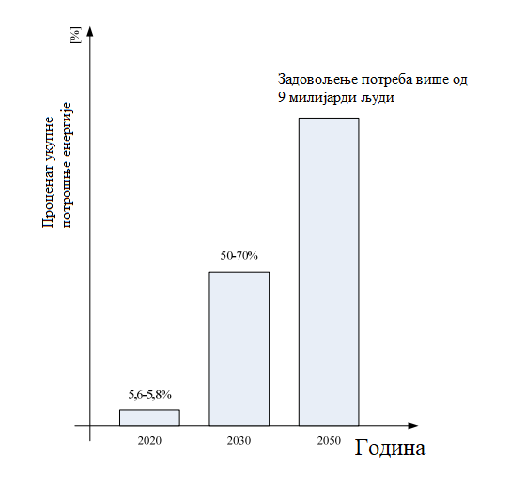 [%]
Проценат укупне
потрошње енергије
Задовољење потреба више од
9 милијарди људи
50-70%
5,6-5,8%
2020
2030
2050
Година